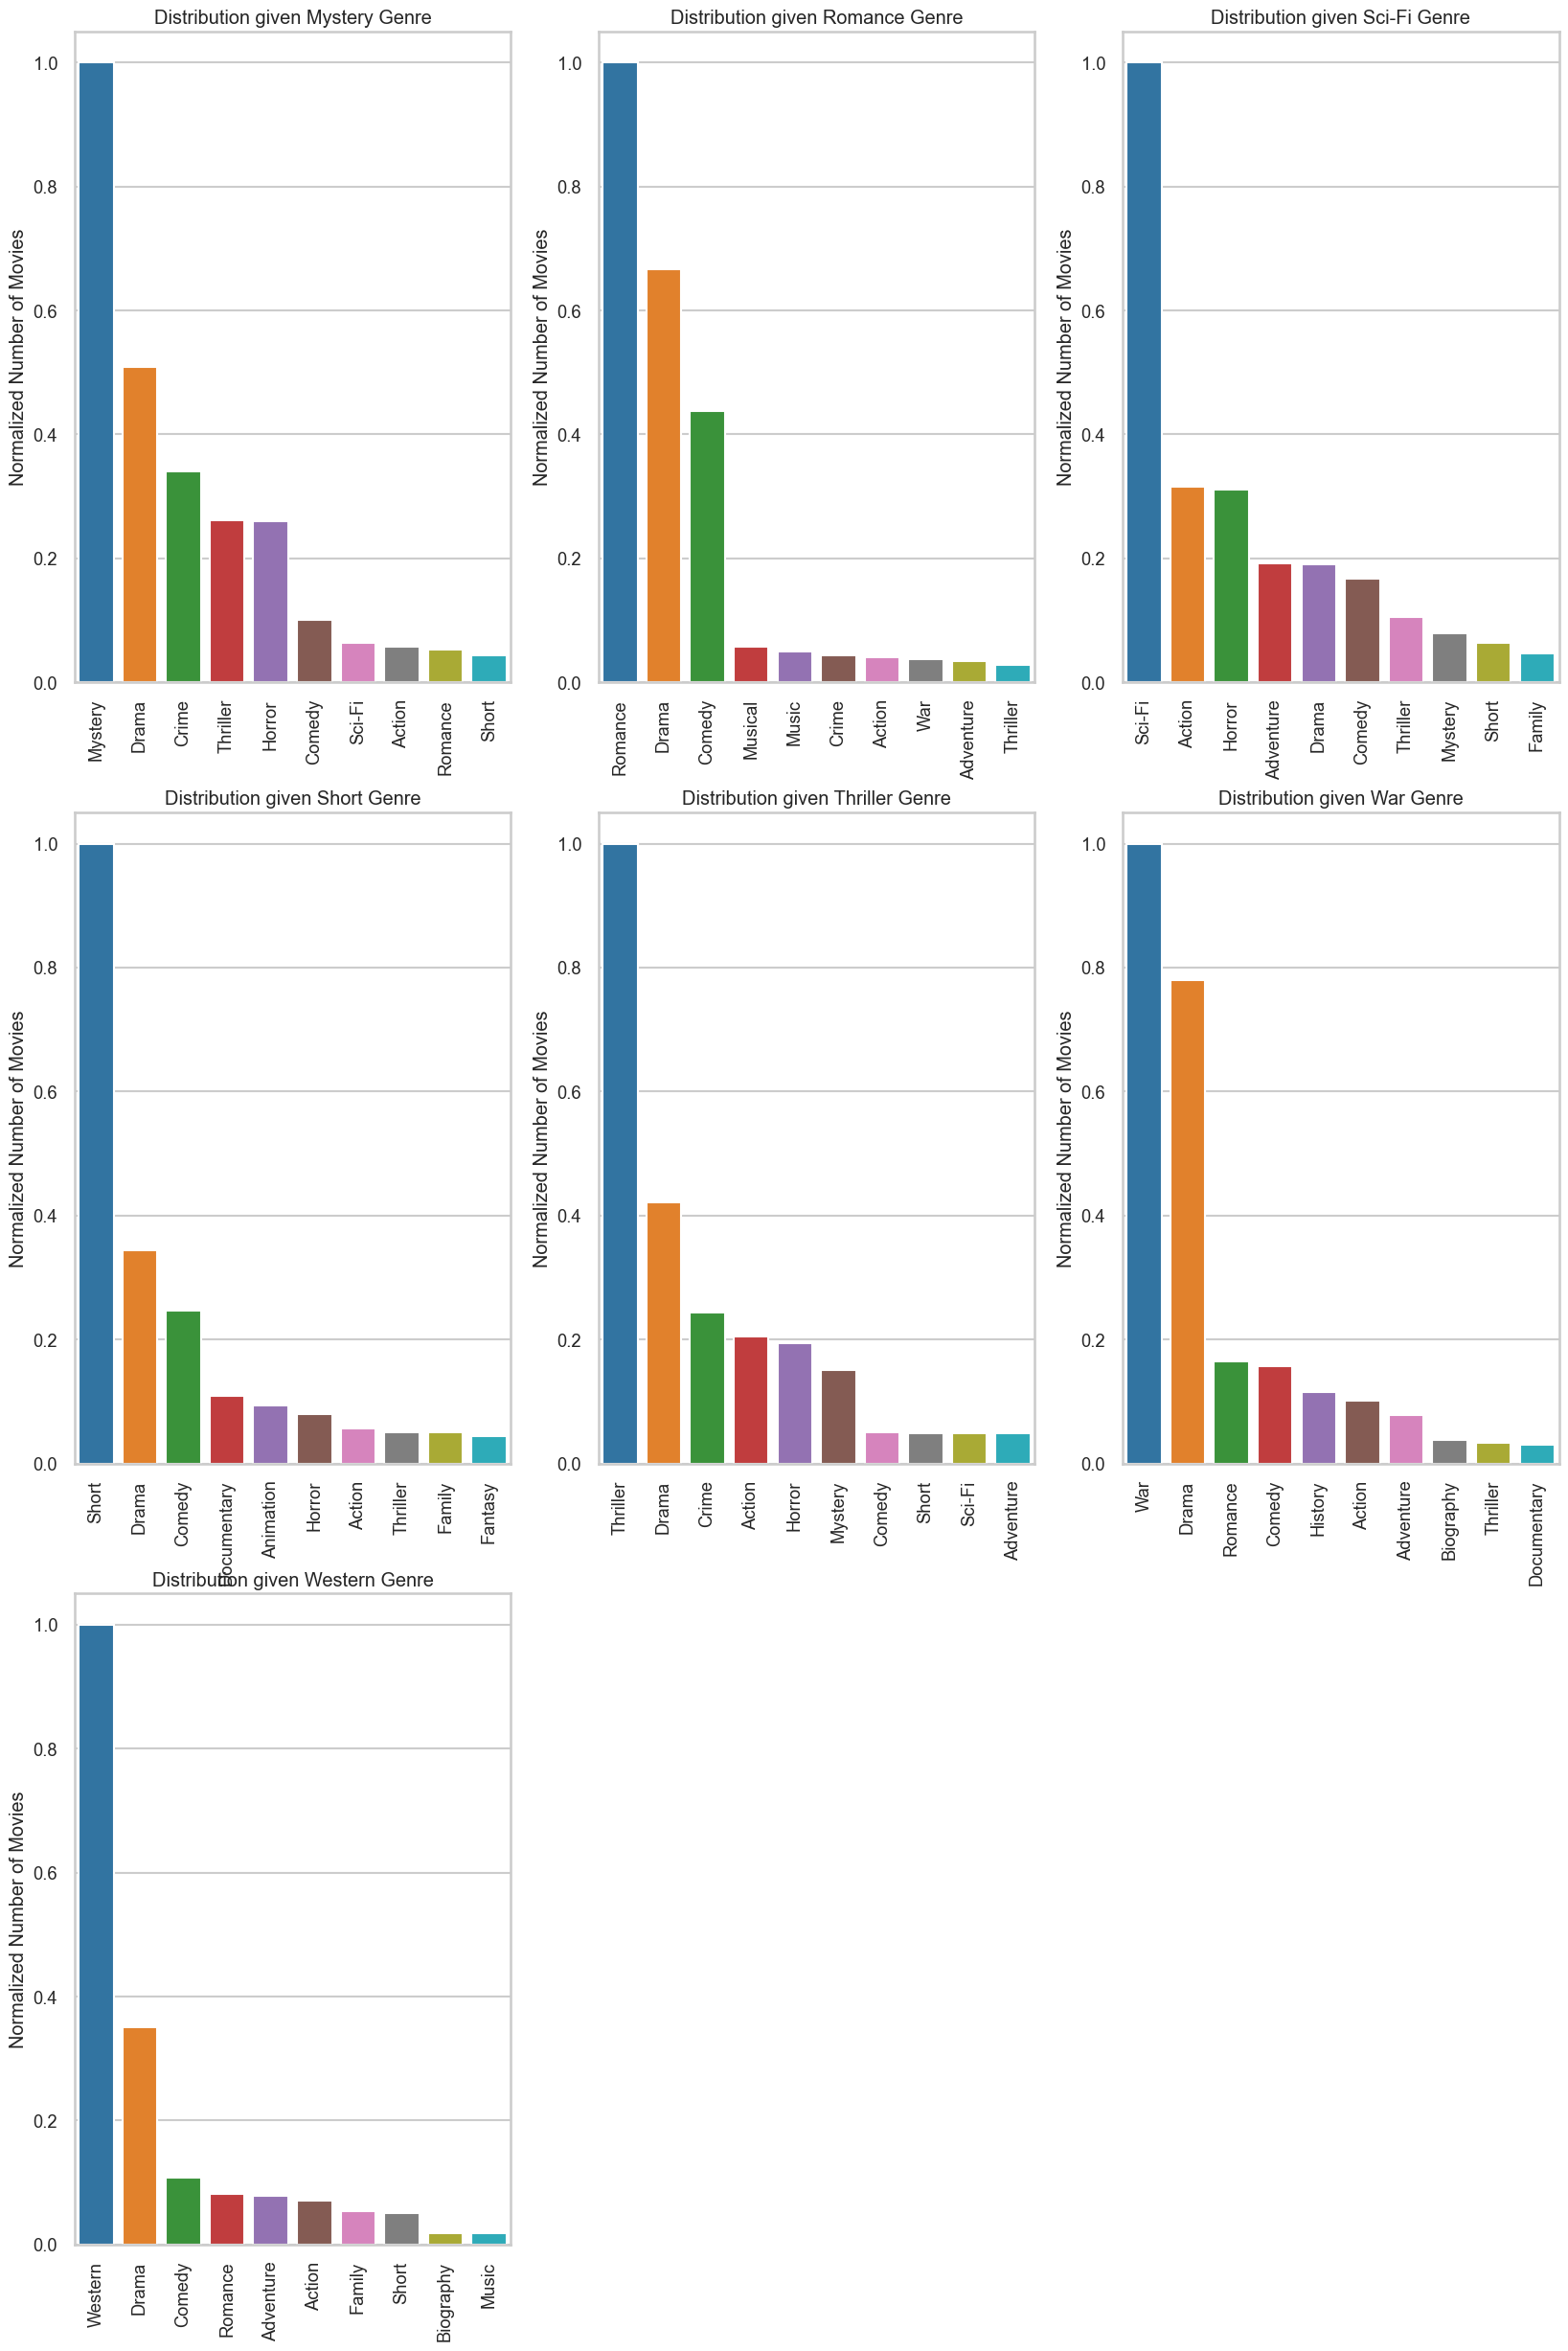 Distribution given Mystery Genre
Normalized Number of Movies
1.0
0.8
0.6
0.4
0.2
0.0
Mystery
Drama
Crime
Thriller
Horror
Comedy
Sci-Fi
Action
Romance
Short
Distribution given Romance Genre
Normalized Number of Movies
1.0
0.8
0.6
0.4
0.2
0.0
Romance
Drama
Comedy
Musical
Music
Crime
Action
War
Adventure
Thriller
Distribution given Sci-Fi Genre
Normalized Number of Movies
1.0
0.8
0.6
0.4
0.2
0.0
Sci-Fi
Action
Horror
Adventure
Drama
Comedy
Thriller
Mystery
Short
Family
Distribution given Short Genre
Normalized Number of Movies
1.0
0.8
0.6
0.4
0.2
0.0
Short
Drama
Comedy
Documentary
Animation
Horror
Action
Thriller
Family
Fantasy
Distribution given Thriller Genre
Normalized Number of Movies
1.0
0.8
0.6
0.4
0.2
0.0
Thriller
Drama
Crime
Action
Horror
Mystery
Comedy
Short
Sci-Fi
Adventure
Distribution given War Genre
Normalized Number of Movies
1.0
0.8
0.6
0.4
0.2
0.0
War
Drama
Romance
Comedy
History
Action
Adventure
Biography
Thriller
Documentary
Distribution given Western Genre
Normalized Number of Movies
1.0
0.8
0.6
0.4
0.2
0.0
Western
Drama
Comedy
Romance
Adventure
Action
Family
Short
Biography
Music